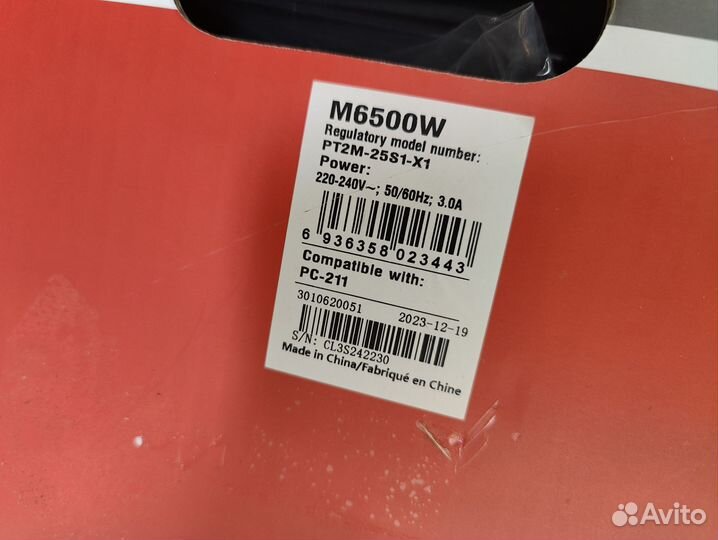 M6500W
Regulatory model number:
PT2M-25S1-X1
Power:
220-240V~; 50/60Hz; 3.0A
6 936358 023443
Compatible with:
PC-211
3010620051 2023-12-19
S/N: CL3S242230
Made in China/Fabriqué en Chine
Avito